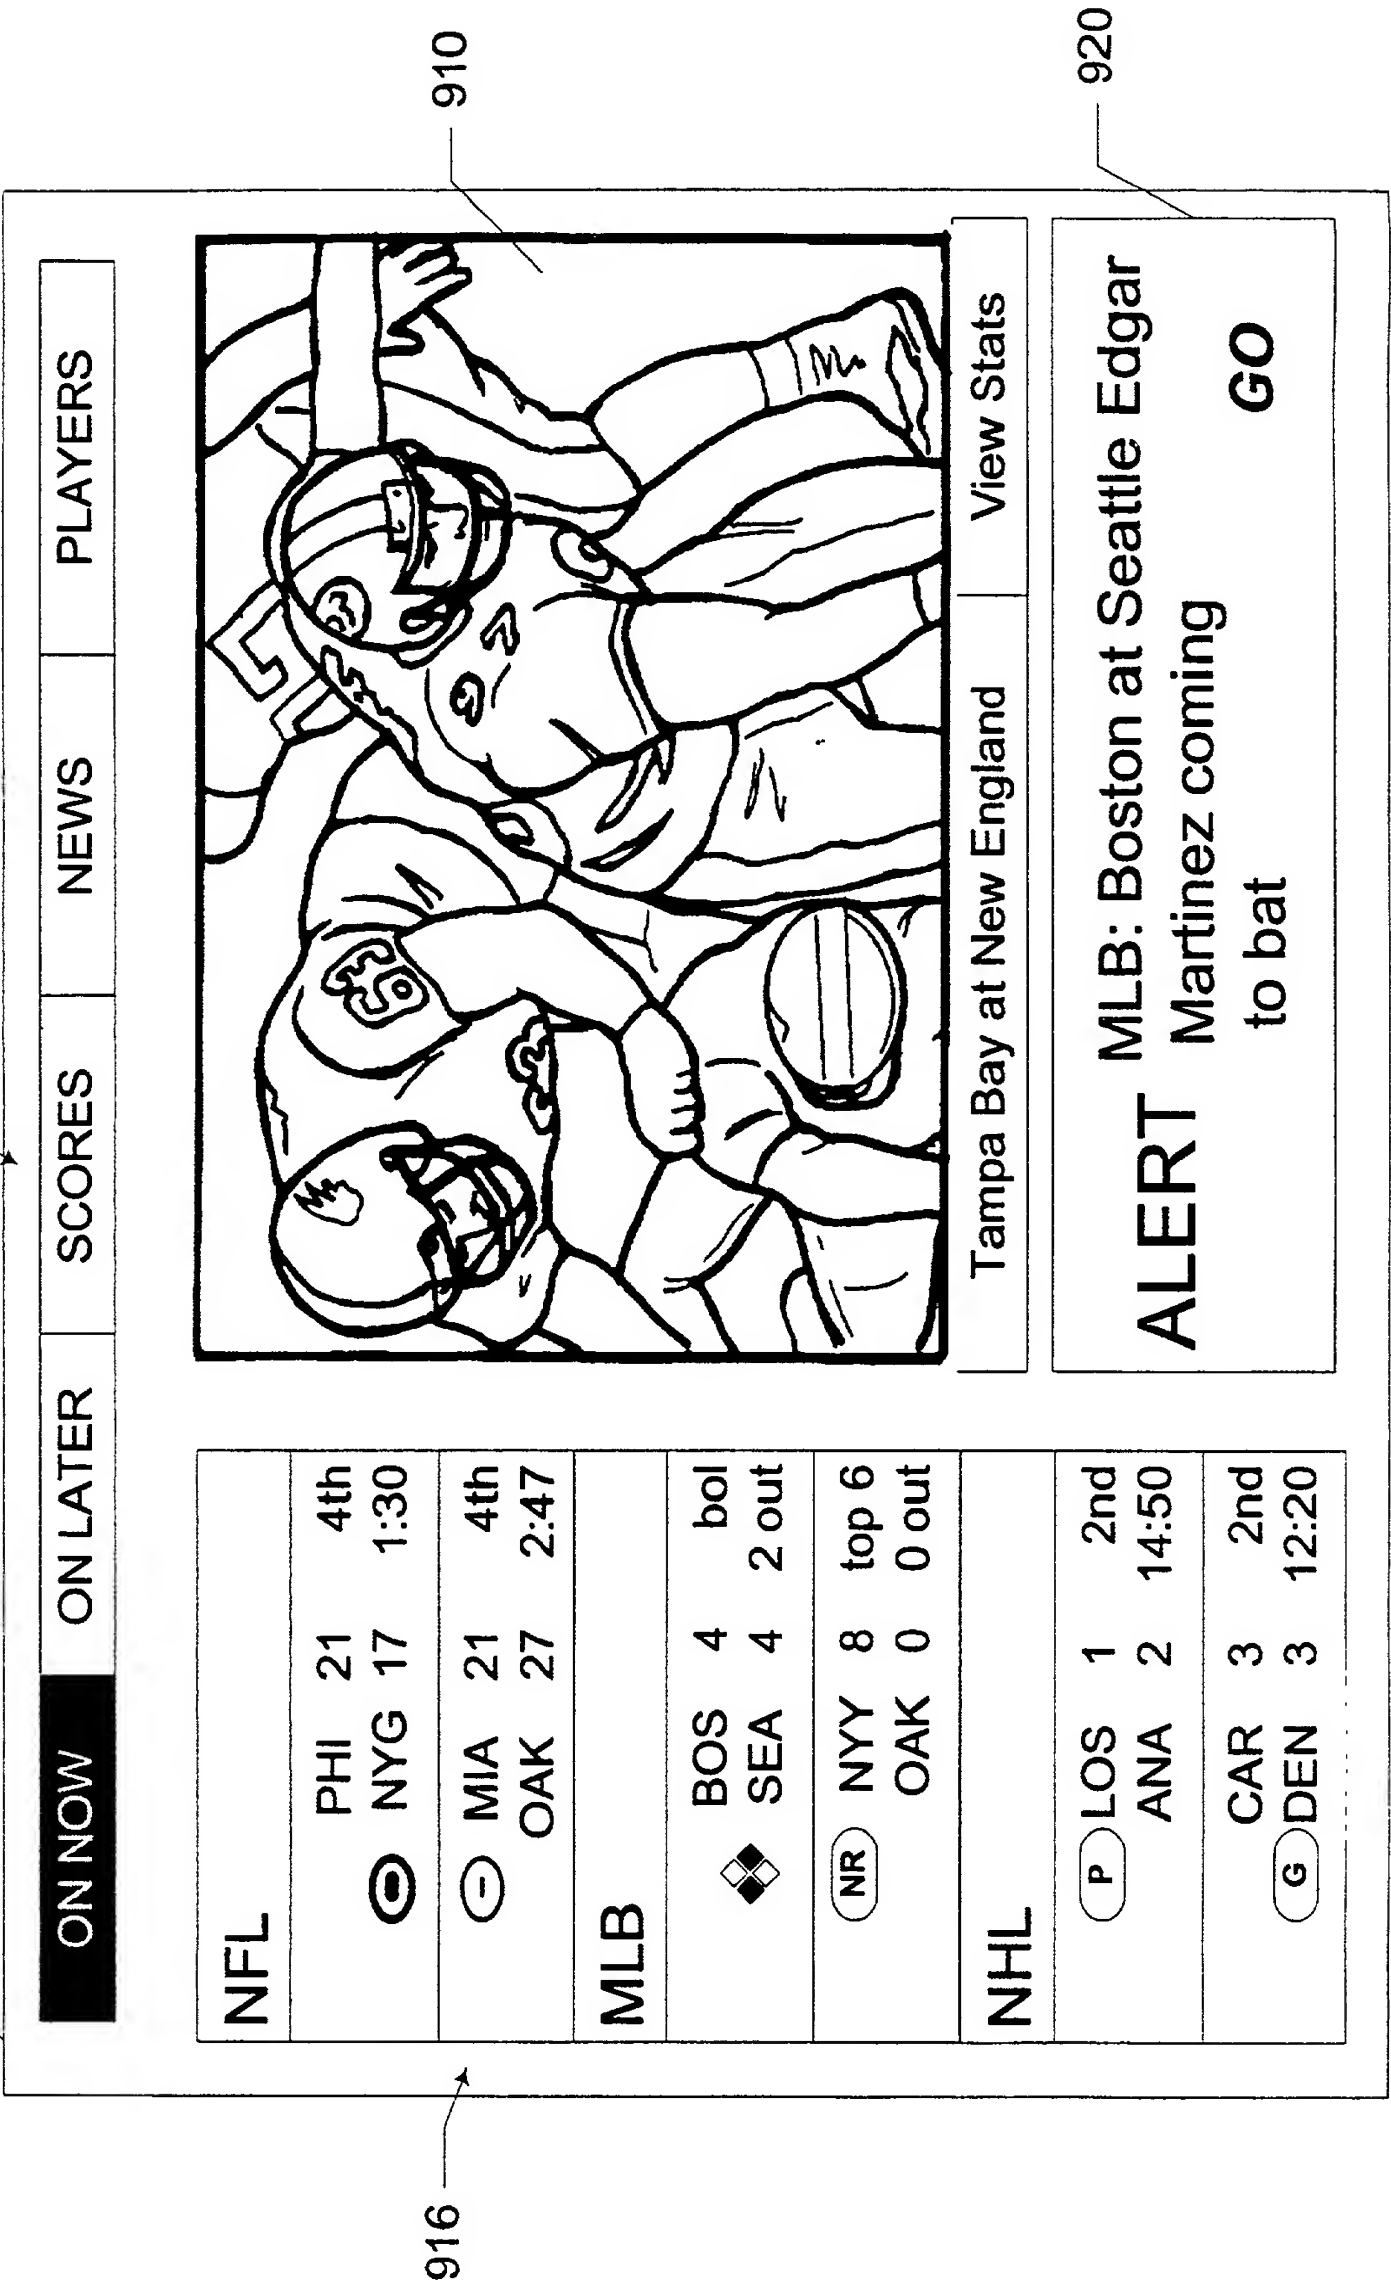 ON NOW ON LATER SCORES NEWS PLAYERS
NFL
PHI 21 4th
NYG 17 1:30
MIA 21 4th
OAK 27 2:47
MLB
BOS 4 bol
SEA 4 2 out
NR NYY 8 top 6
OAK 0 0 out
NHL
P LOS 1 2nd
ANA 2 14:50
CAR 3 2nd
G DEN 3 12:20
Tampa Bay at New England View Stats
ALERT MLB: Boston at Seattle Edgar
Martinez coming
to bat GO
910
920
916